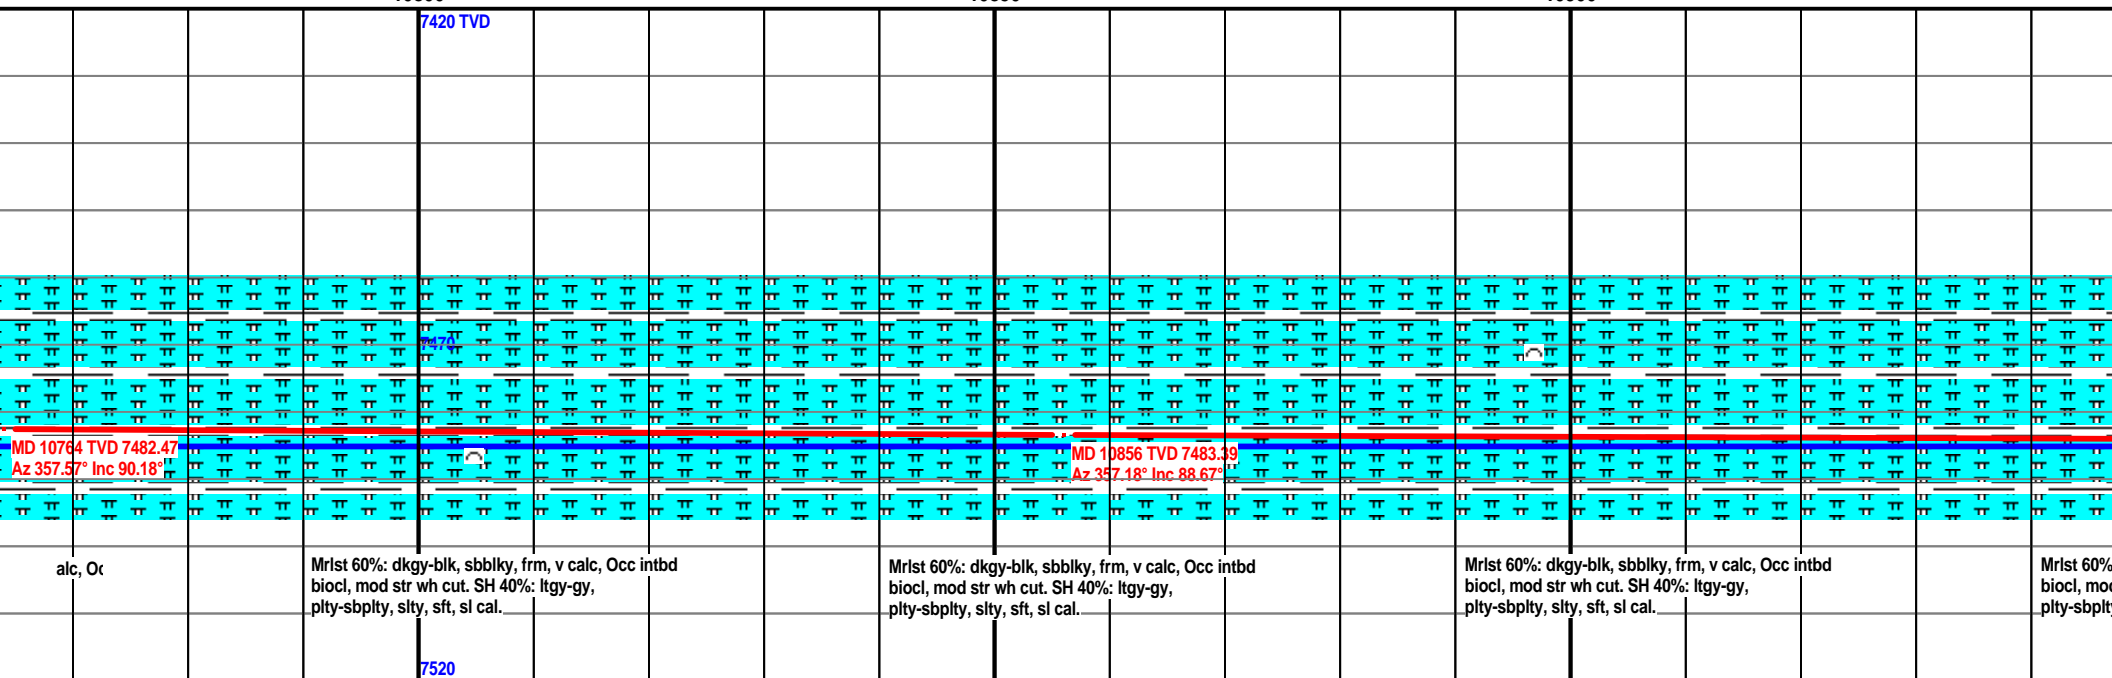 7420 TVD
7470
MD 10764 TVD 7482.47
Az 357.57° Inc 90.18°
MD 10856 TVD 7483.39
Az 357.18° Inc 88.67°
alc, Oc
Mrlst 60%: dkgy-blk, sbblky, frm, v calc, Occ intbd
biocl, mod str wh cut. SH 40%: ltgy-gy,
plty-sbplty, slty, sft, sl cal.
Mrlst 60%: dkgy-blk, sbblky, frm, v calc, Occ intbd
biocl, mod str wh cut. SH 40%: ltgy-gy,
plty-sbplty, slty, sft, sl cal.
Mrlst 60%: dkgy-blk, sbblky, frm, v calc, Occ intbd
biocl, mod str wh cut. SH 40%: ltgy-gy,
plty-sbplty, slty, sft, sl cal.
Mrlst 60%
biocl, mod
plty-sbplty
7520